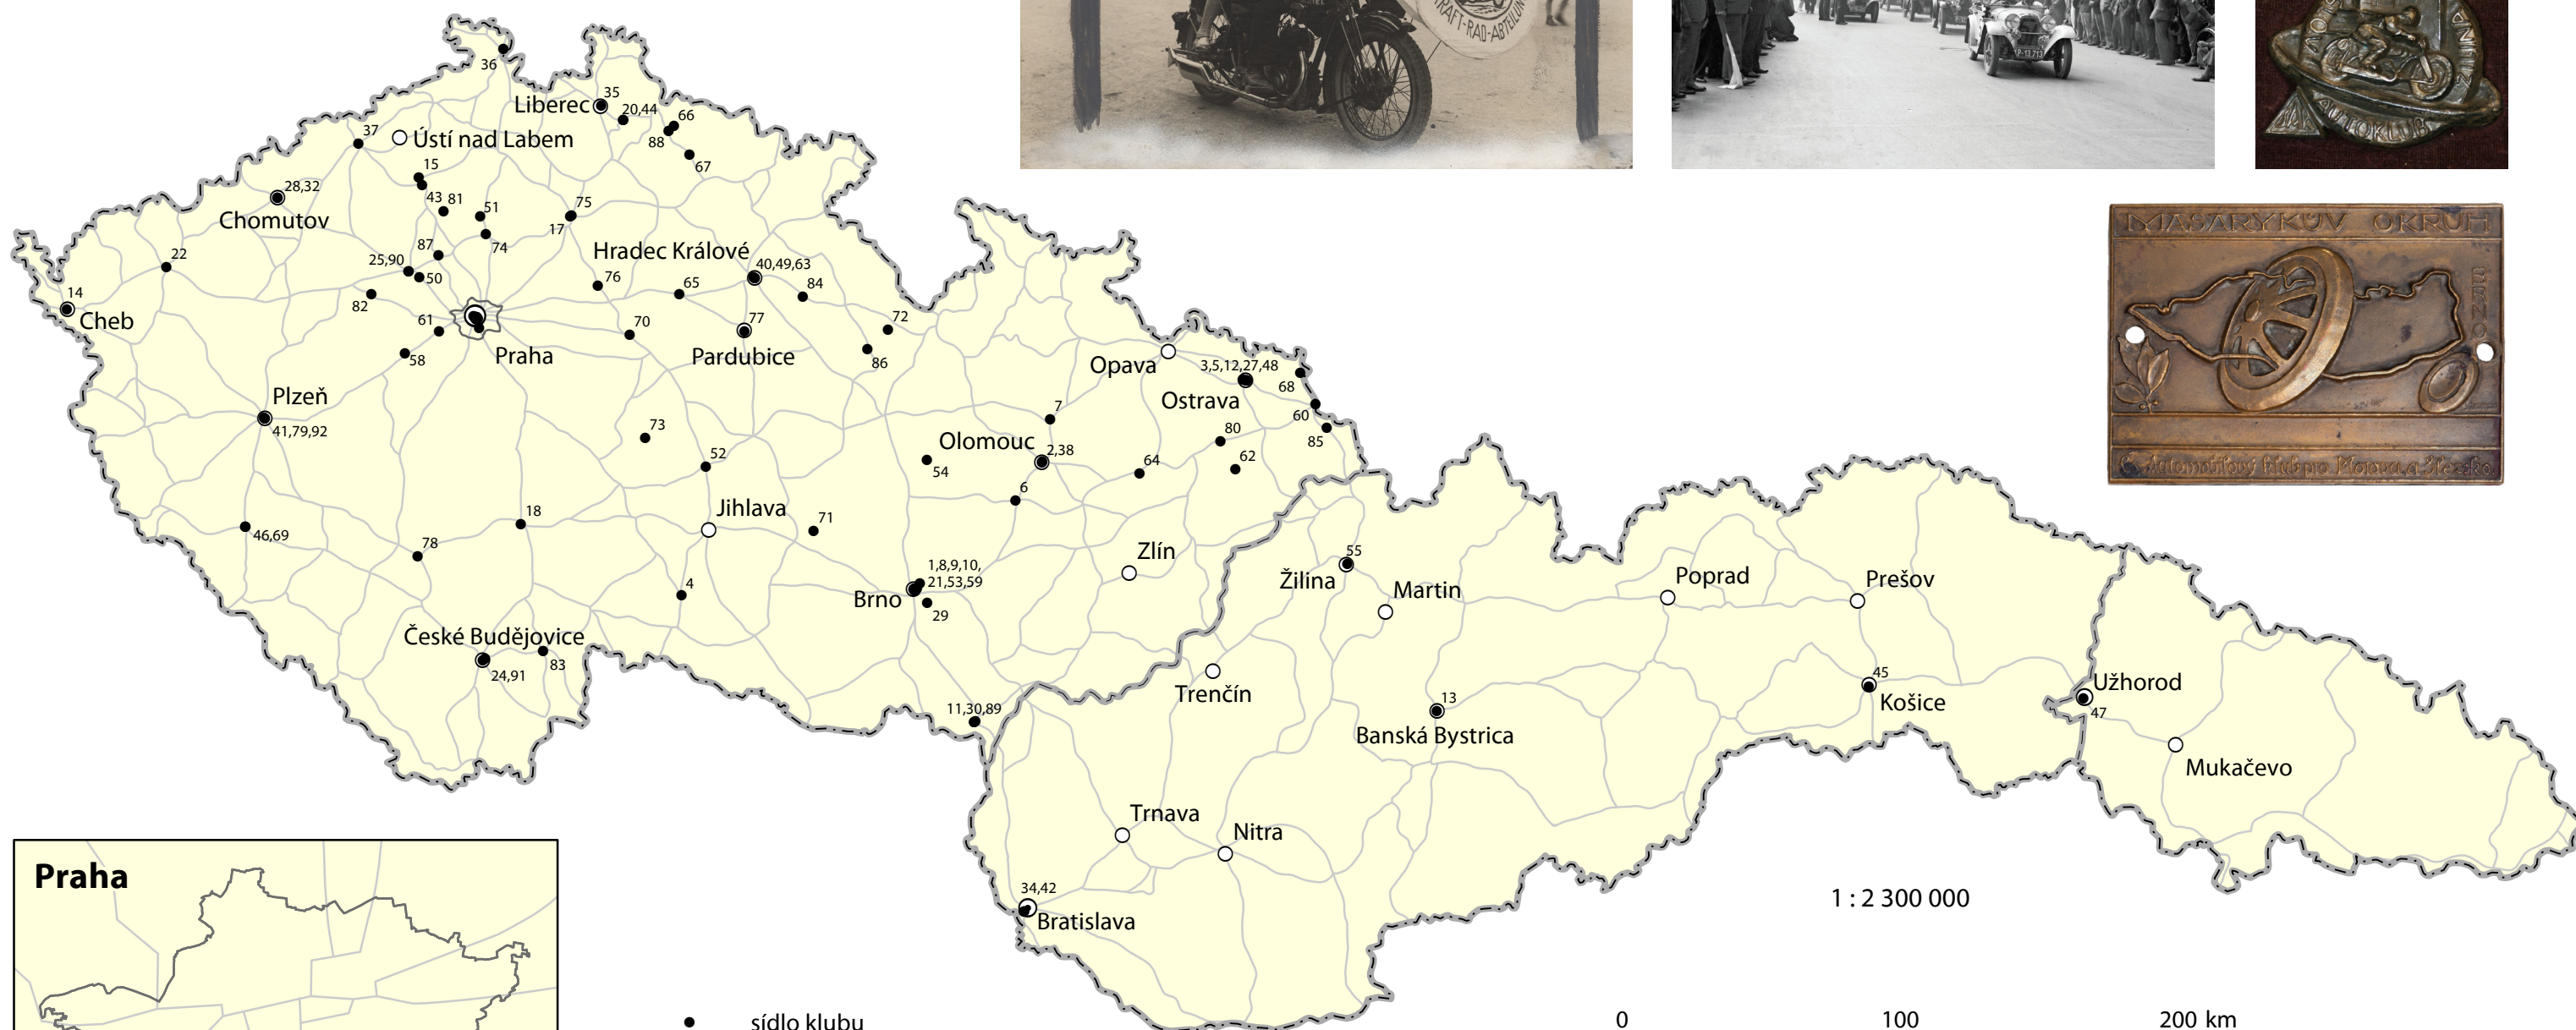 KRAFT-RAD-ABTEILUNG
P-13.713
AUTOKLUB
MASARYKŮV OKRUH
36
Liberec
35
20,44
66
88
67
37
Ústí nad Labem
15
43
81
51
74
75
17
28,32
Chomutov
22
87
25,90
50
82
14
Cheb
Hradec Králové
40,49,63
76
65
84
61
58
Praha
70
77
Pardubice
72
86
Opava
3,5,12,27,48
68
Ostrava
60
85
Plzeň
41,79,92
73
52
7
Olomouc
2,38
54
64
80
62
6
46,69
18
78
Jihlava
71
4
Zlín
1,8,9,10,
21,53,59
Brno
29
České Budějovice
24,91
83
11,30,89
55
Žilina
Martin
Poprad
Prešov
Trenčín
13
Banská Bystrica
45
Košice
Užhorod
47
Mukačevo
Trnava
Nitra
34,42
Bratislava
1 : 2 300 000
Praha
sídlo klubu
0 100 200 km